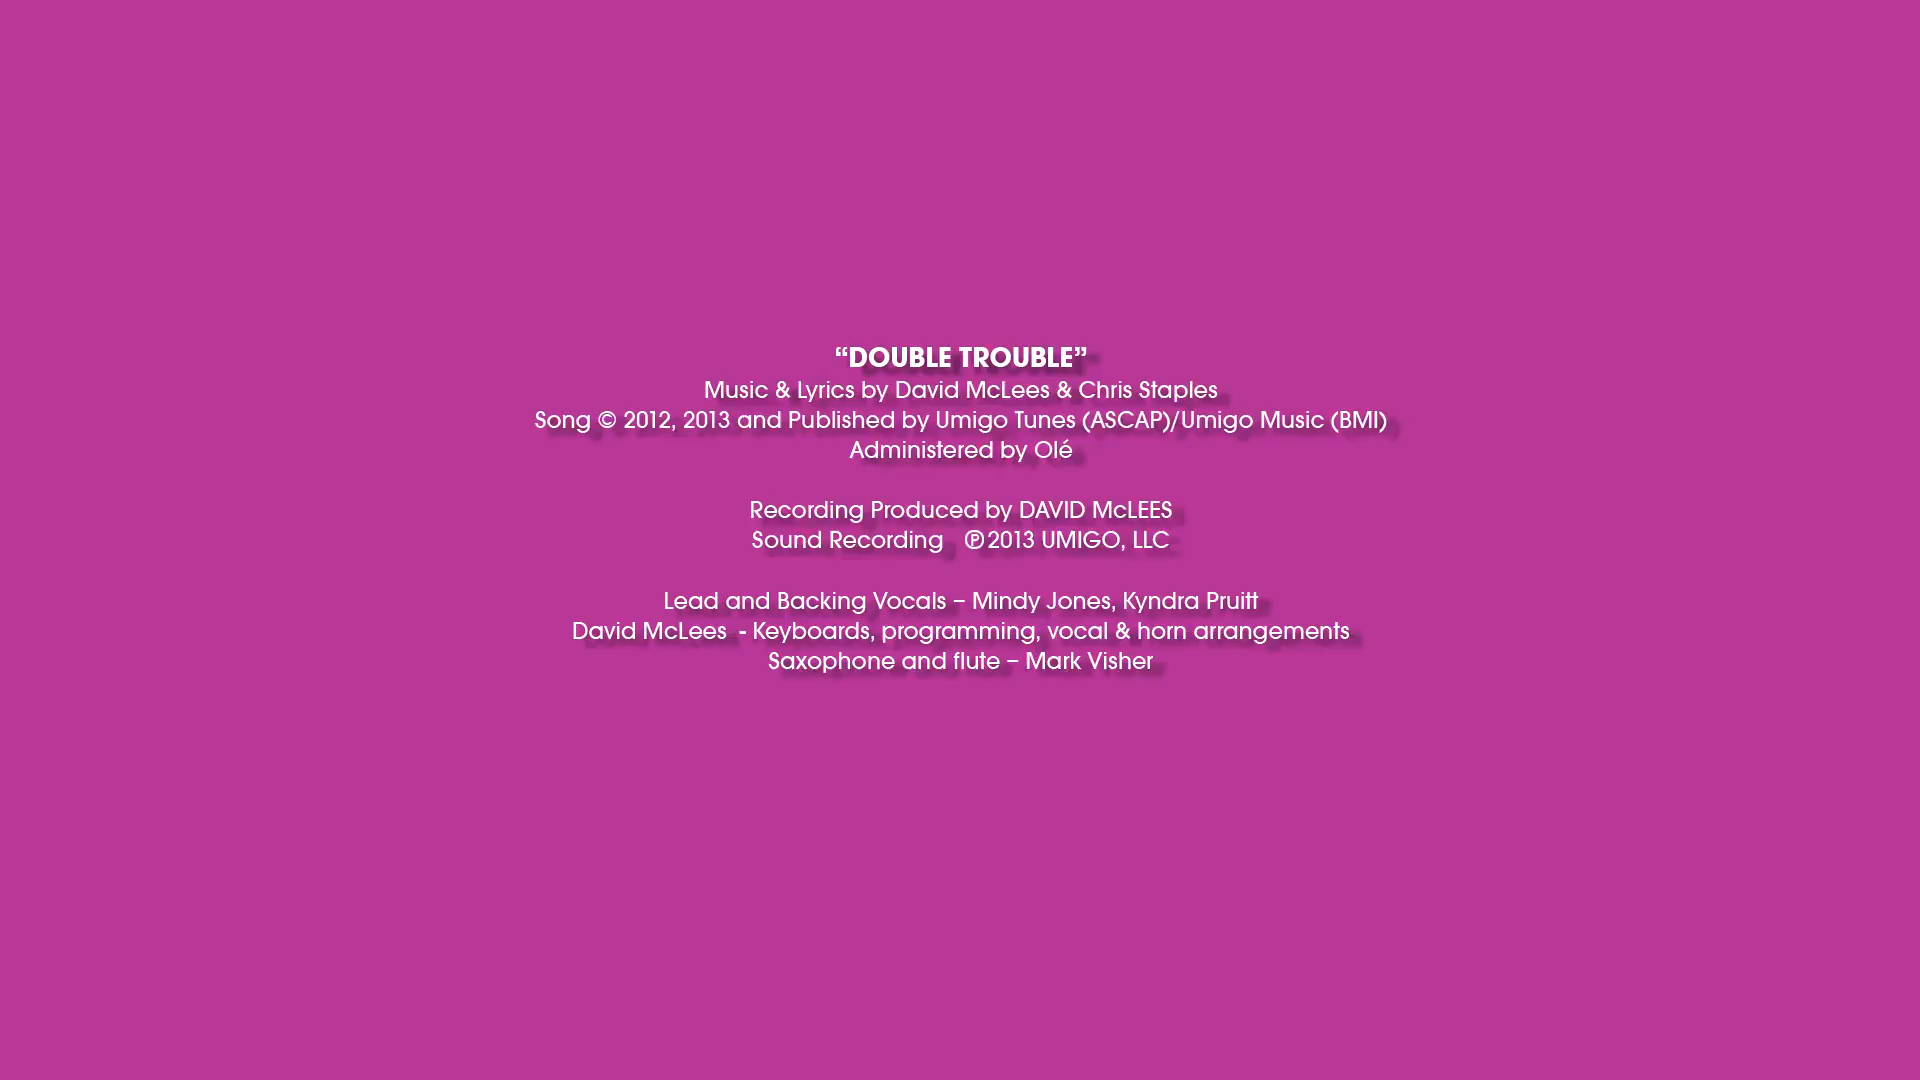 “DOUBLE TROUBLE”
Music & Lyrics by David McLees & Chris Staples
Song © 2012, 2013 and Published by Umigo Tunes (ASCAP)/Umigo Music (BMI)
Administered by Olé
Recording Produced by DAVID McLEES
Sound Recording ℗2013 UMIGO, LLC
Lead and Backing Vocals – Mindy Jones, Kyndra Pruitt
David McLees - Keyboards, programming, vocal & horn arrangements
Saxophone and flute – Mark Visher